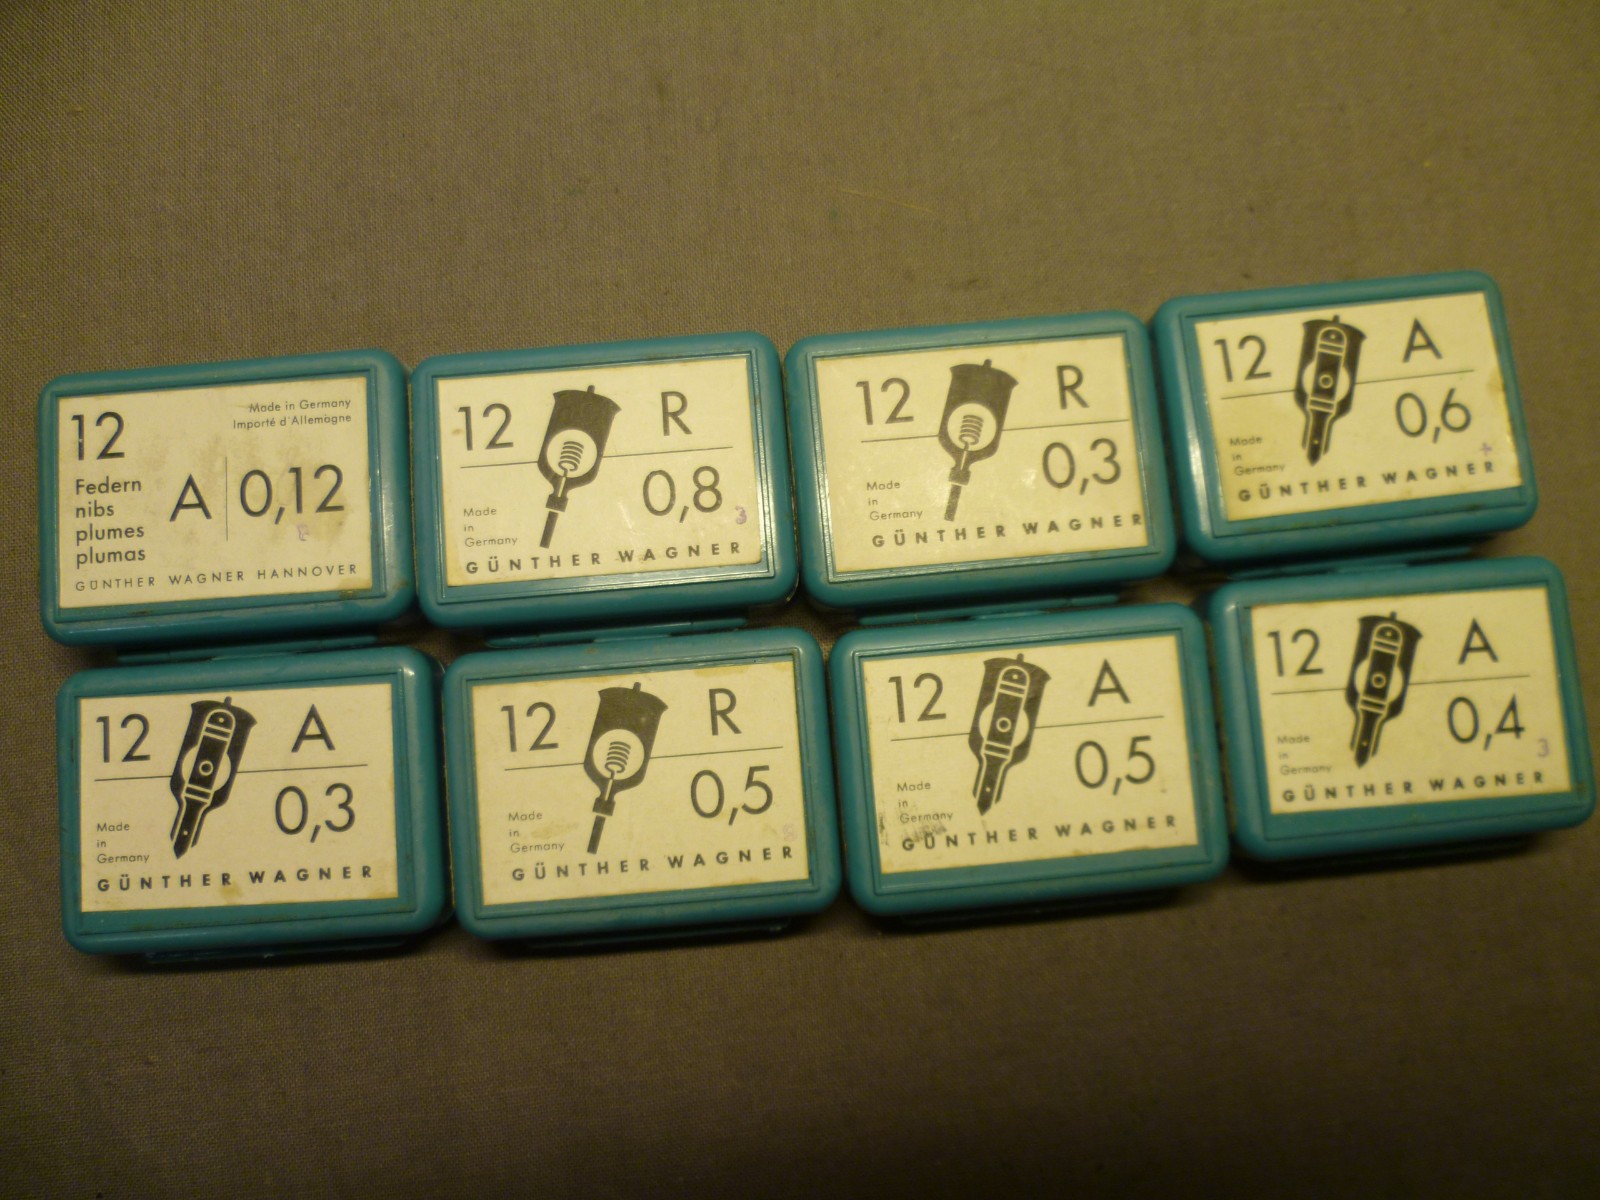 12
Made in Germany
Importé d'Allemagne
Federn
nibs
plumes
plumas
A 0,12
GÜNTHER WAGNER HANNOVER
12 R
0,8
Made
in
Germany
3
GÜNTHER WAGNER
12 R
0,3
Made
in
Germany
GÜNTHER WAGNER
12 A
0,6
Made
in
Germany
+
GÜNTHER WAGNER
12 A
0,3
Made
in
Germany
GÜNTHER WAGNER
12 R
0,5
Made
in
Germany
GÜNTHER WAGNER
12 A
0,5
Made
in
Germany
GÜNTHER WAGNER
12 A
0,4
Made
in
Germany
3
GÜNTHER WAGNER